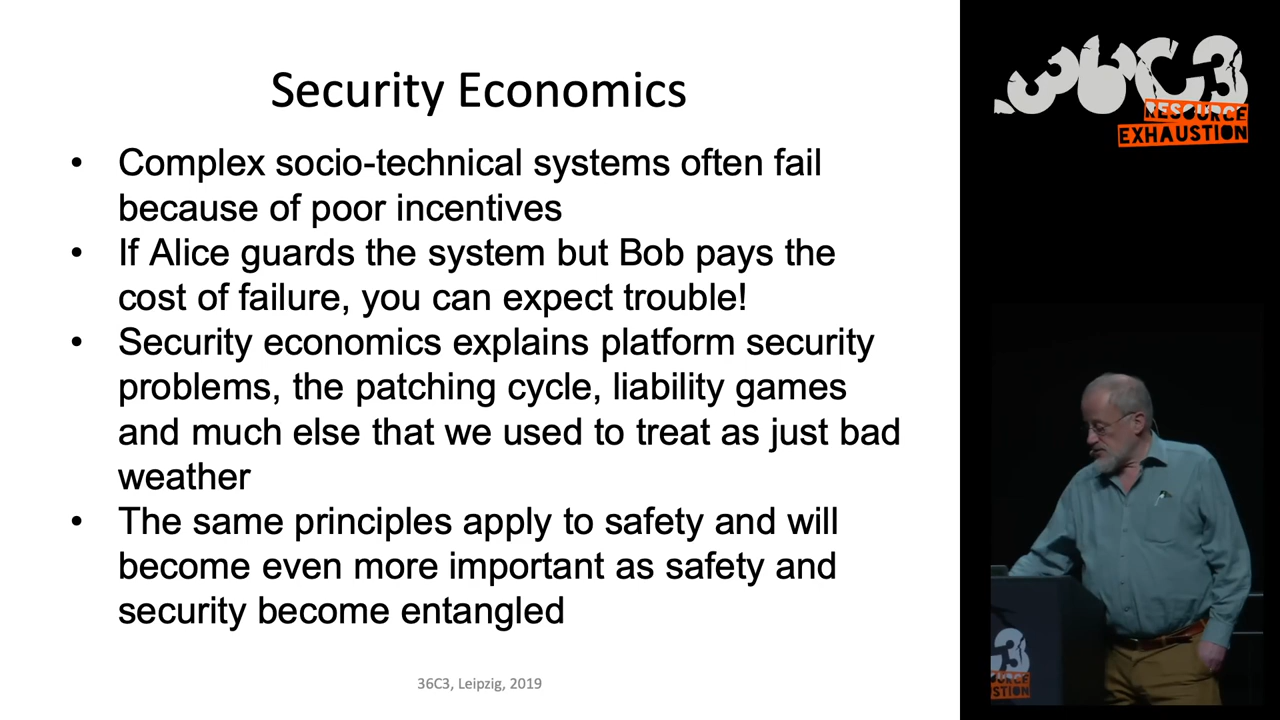 Security Economics
• Complex socio-technical systems often fail
because of poor incentives
• If Alice guards the system but Bob pays the
cost of failure, you can expect trouble!
• Security economics explains platform security
problems, the patching cycle, liability games
and much else that we used to treat as just bad
weather
• The same principles apply to safety and will
become even more important as safety and
security become entangled
36C3, Leipzig, 2019
36C3
RESOURCE
EXHAUSTION